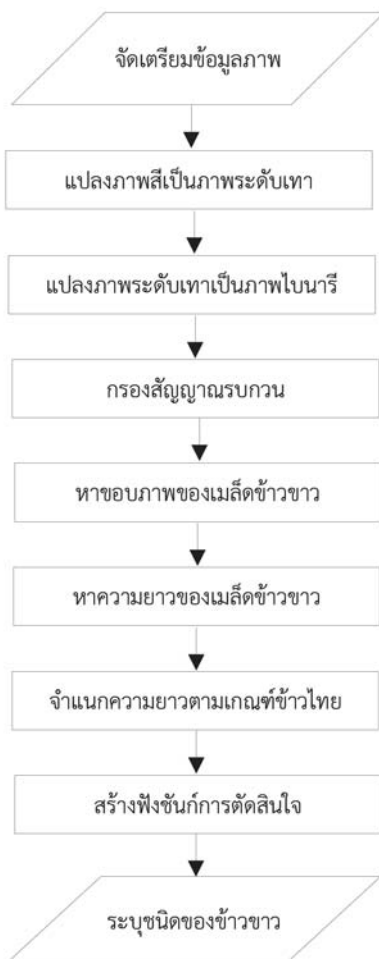 จัดเตรียมข้อมูลภาพ
แปลงภาพสีเป็นภาพระดับเทา
แปลงภาพระดับเทาเป็นภาพไบนารี
กรองสัญญาณรบกวน
หาขอบภาพของเมล็ดข้าวขาว
หาความยาวของเมล็ดข้าวขาว
จำแนกความยาวตามเกณฑ์ข้าวไทย
สร้างฟังชันก์การตัดสินใจ
ระบุชนิดของข้าวขาว